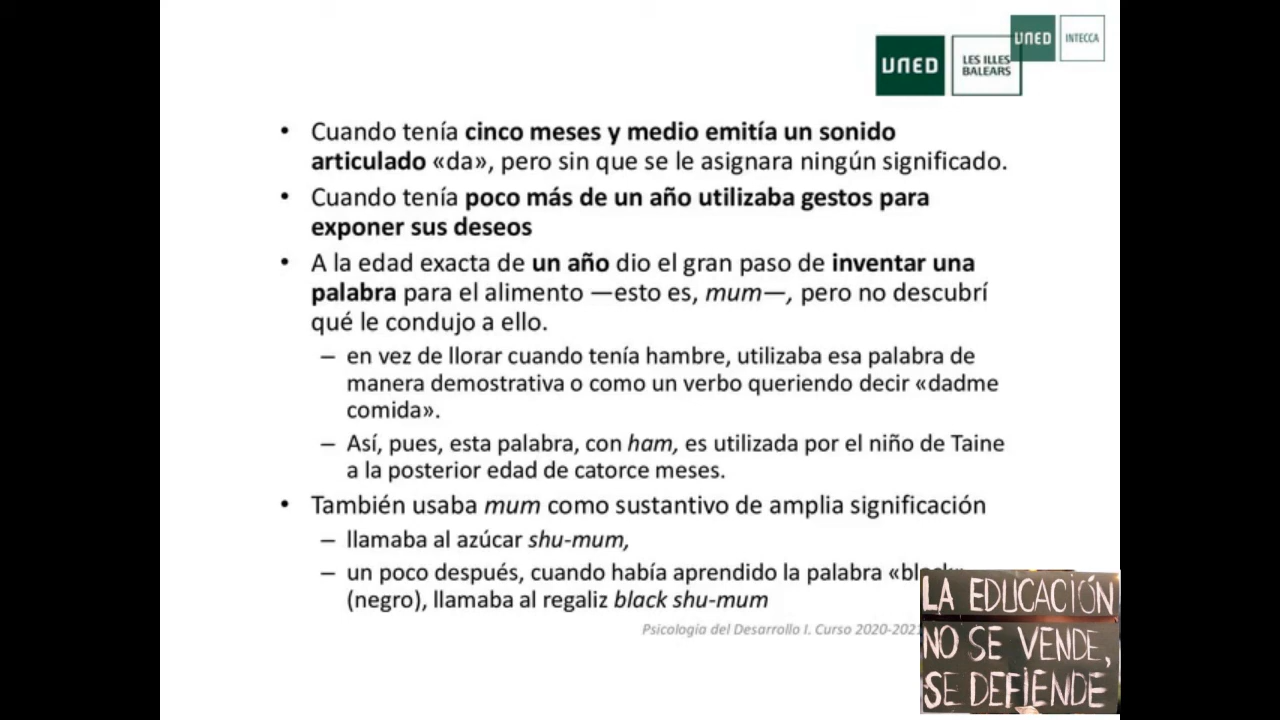 UNED
LES ILLES
BALEARS
UNED
INTECCA
• Cuando tenía cinco meses y medio emitía un sonido
articulado «da», pero sin que se le asignara ningún significado.
• Cuando tenía poco más de un año utilizaba gestos para
exponer sus deseos
• A la edad exacta de un año dio el gran paso de inventar una
palabra para el alimento —esto es, mum—, pero no descubrí
qué le condujo a ello.
– en vez de llorar cuando tenía hambre, utilizaba esa palabra de
manera demostrativa o como un verbo queriendo decir «dadme
comida».
– Así, pues, esta palabra, con ham, es utilizada por el niño de Taine
a la posterior edad de catorce meses.
• También usaba mum como sustantivo de amplia significación
– llamaba al azúcar shu-mum,
– un poco después, cuando había aprendido la palabra «black»
(negro), llamaba al regaliz black shu-mum
Psicología del Desarrollo I. Curso 2020-2021
LA EDUCACIÓN
NO SE VENDE,
SE DEFIENDE